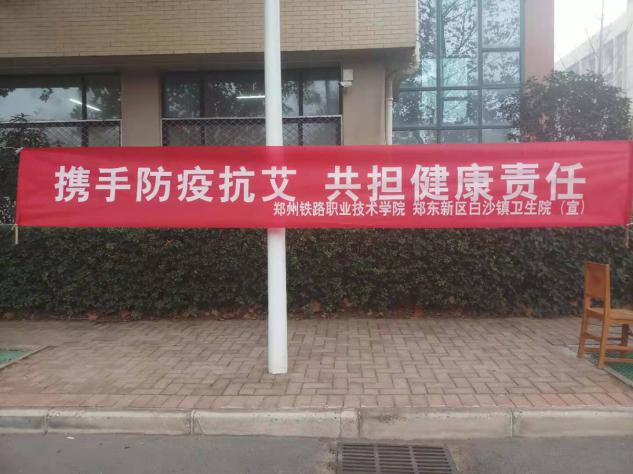 携手防疫抗艾 共担健康责任
郑州铁路职业技术学院 郑东新区白沙镇卫生院（宣）